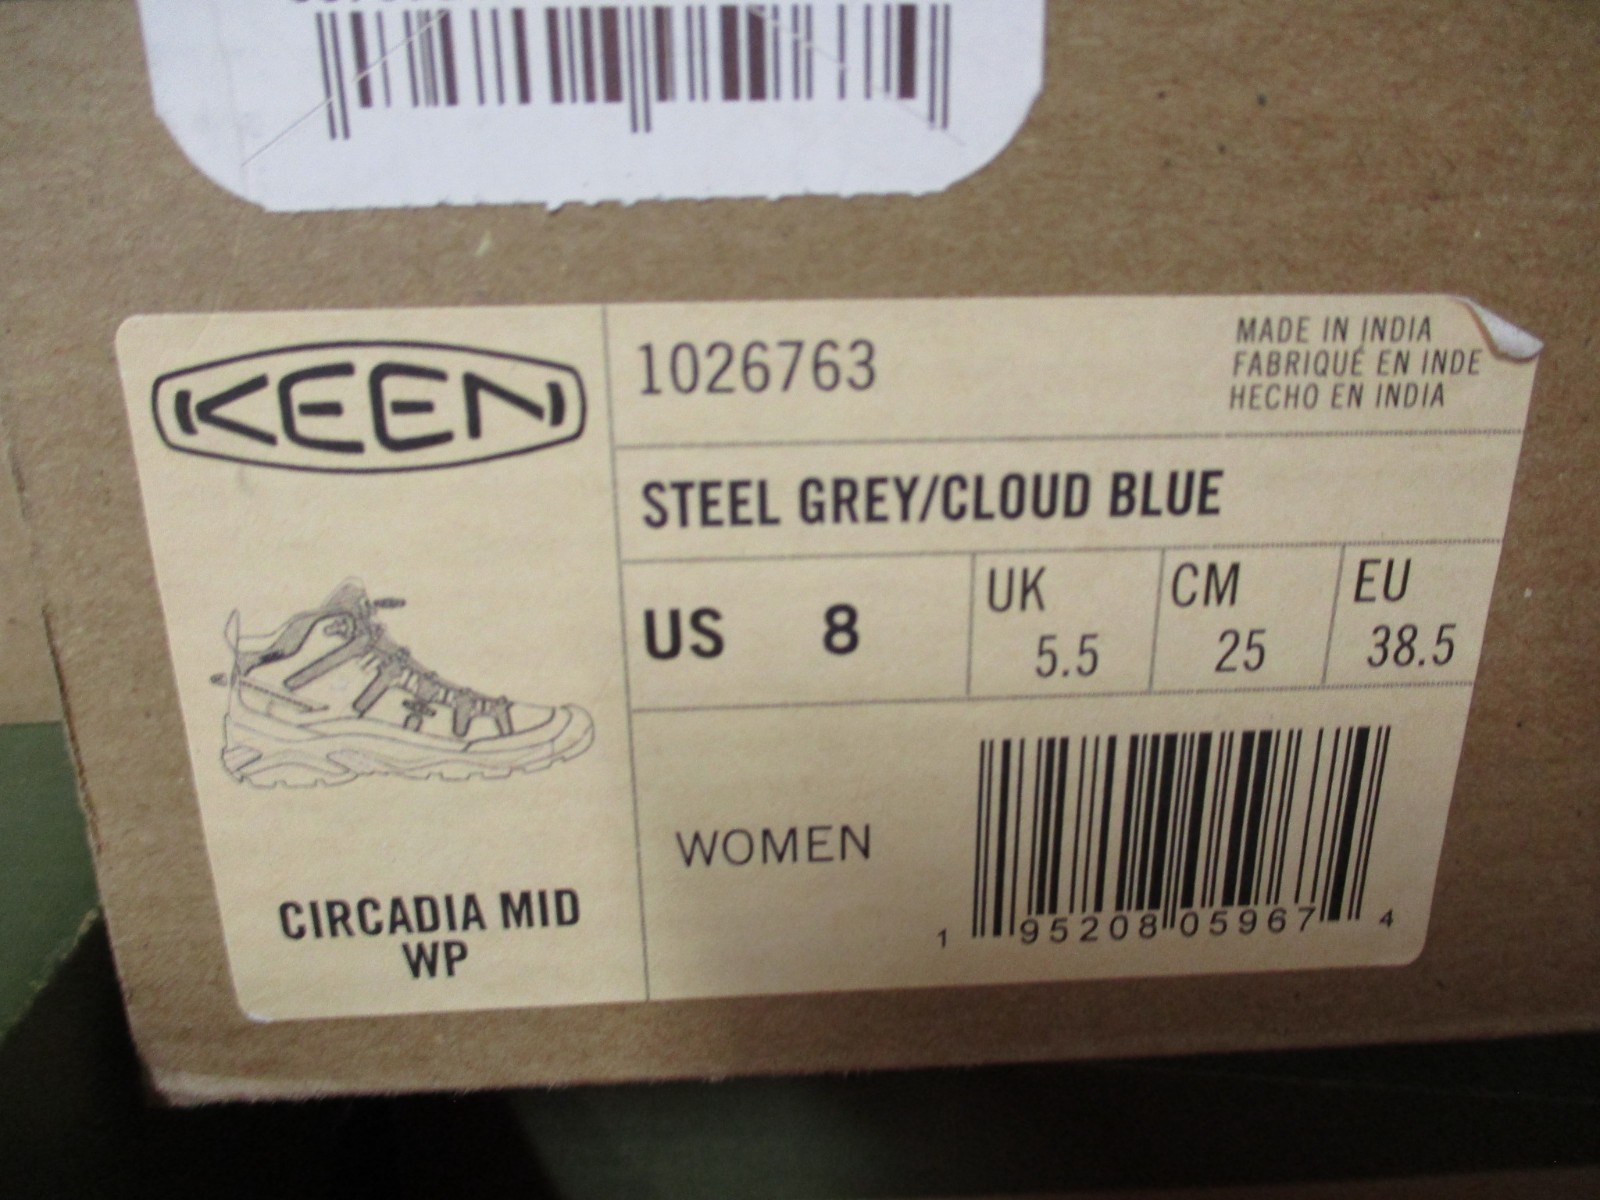 KEEN
1026763
MADE IN INDIA
FABRIQUÉ EN INDE
HECHO EN INDIA
STEEL GREY/CLOUD BLUE
US 8
UK 5.5
CM 25
EU 38.5
WOMEN
1 95208 05967 4
CIRCADIA MID
WP